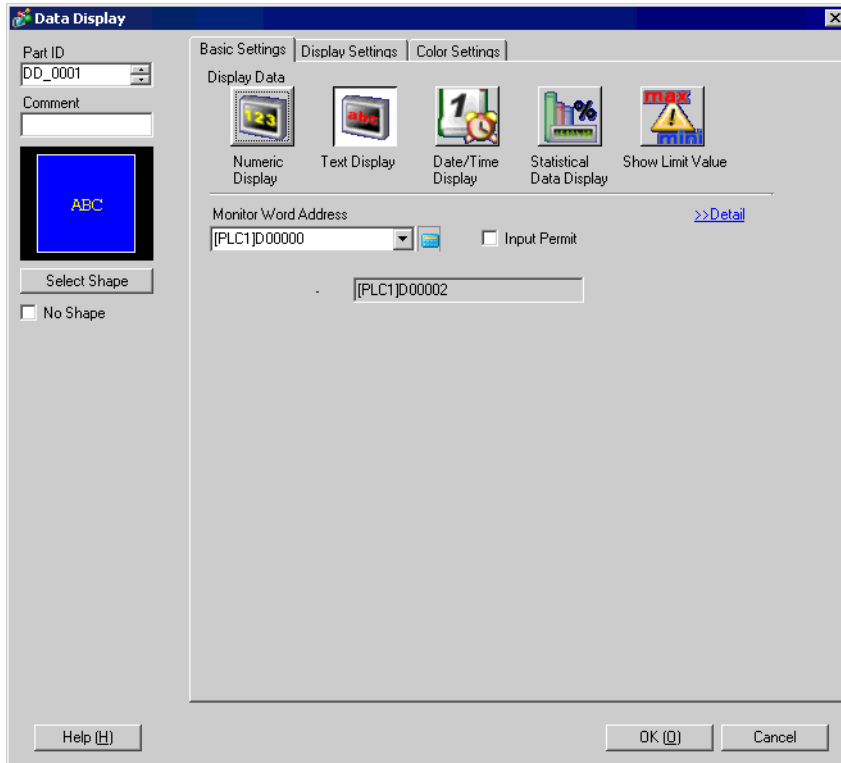 Data Display
Part ID
DD_0001
Comment
ABC
Select Shape
No Shape
Basic Settings
Display Settings
Color Settings
Display Data
123
abc
1
%
max
mini
Numeric
Display
Text Display
Date/Time
Display
Statistical
Data Display
Show Limit Value
Monitor Word Address
>>Detail
[PLC1]D00000
Input Permit
-
[PLC1]D00002
Help (H)
OK (O)
Cancel